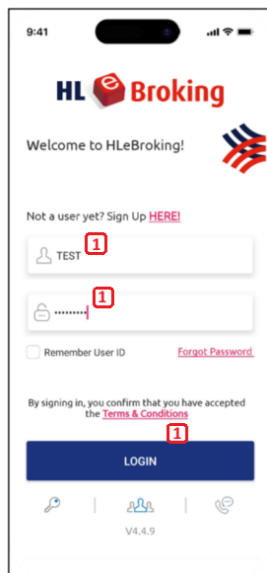 9:41
HL e Broking
Welcome to HLeBroking!
Not a user yet? Sign Up HERE!
TEST 1
••••••••• 1
Remember User ID Forgot Password
By signing in, you confirm that you have accepted
the Terms & Conditions
1
LOGIN
V4.4.9